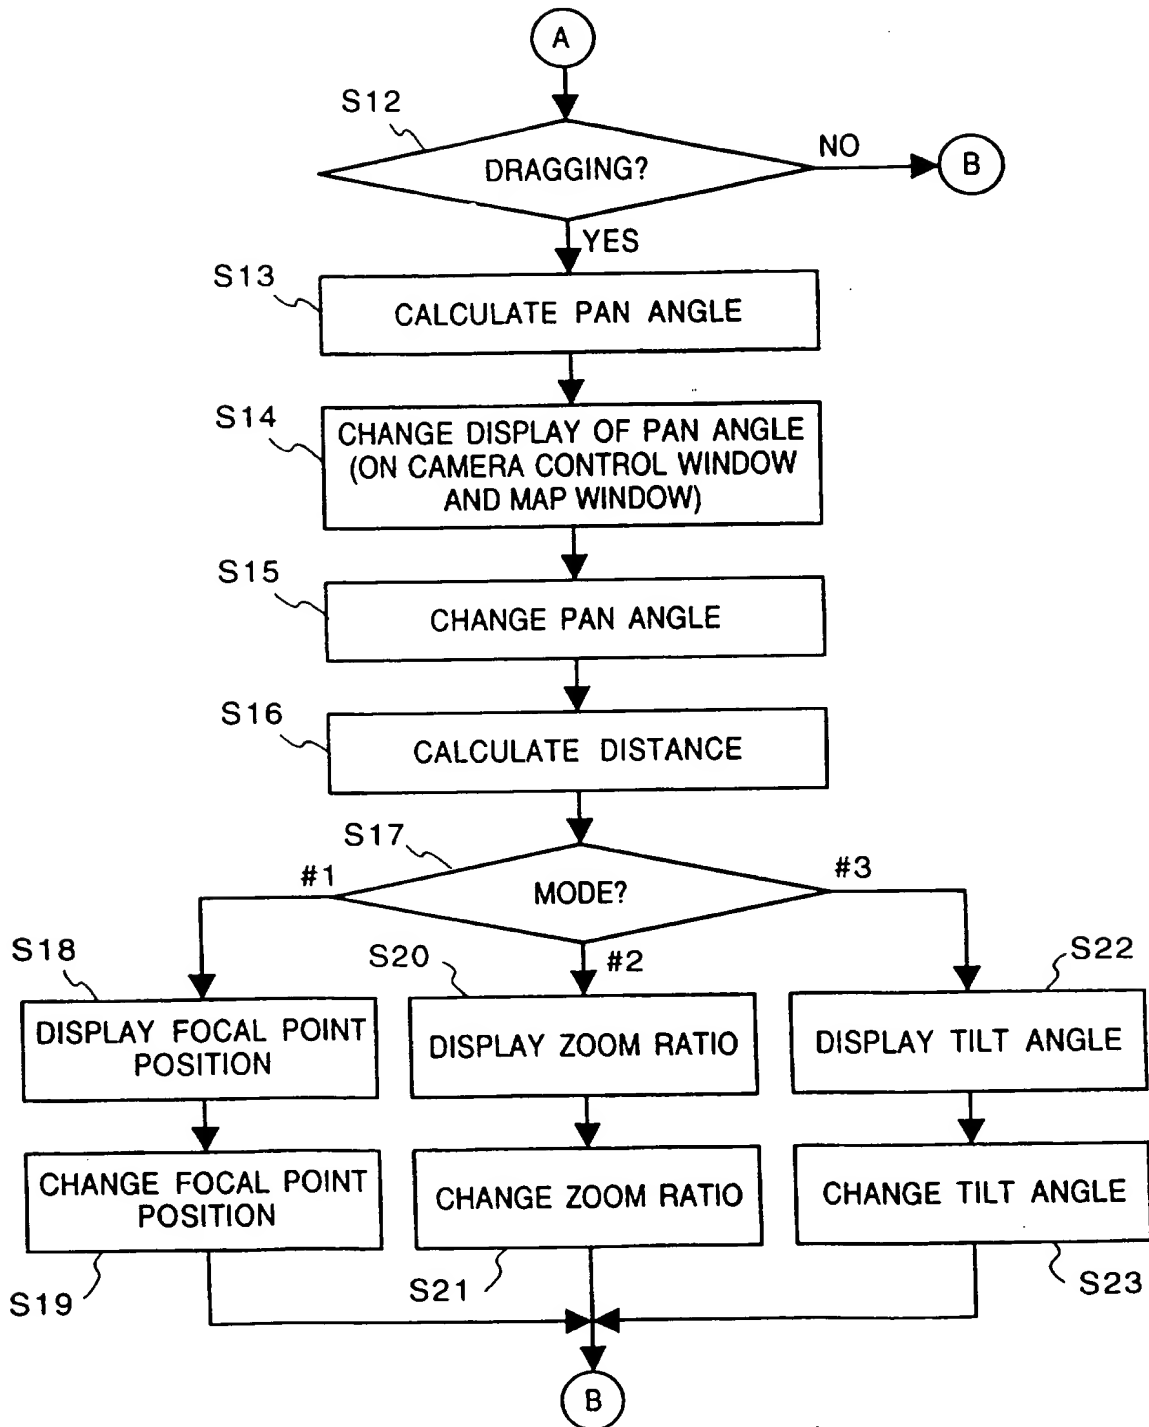 A
S12
DRAGGING?
NO
B
YES
S13
CALCULATE PAN ANGLE
S14
CHANGE DISPLAY OF PAN ANGLE
(ON CAMERA CONTROL WINDOW
AND MAP WINDOW)
S15
CHANGE PAN ANGLE
S16
CALCULATE DISTANCE
S17
MODE?
#1
#2
#3
S18
DISPLAY FOCAL POINT
POSITION
S20
DISPLAY ZOOM RATIO
S22
DISPLAY TILT ANGLE
CHANGE FOCAL POINT
POSITION
S19
CHANGE ZOOM RATIO
S21
CHANGE TILT ANGLE
S23
B